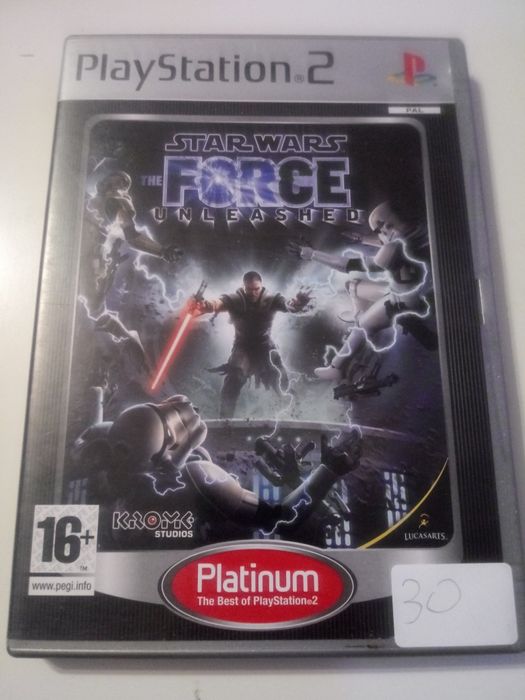 PlayStation®2
PAL
STAR WARS
THE FORCE
UNLEASHED
16+
TM
www.pegi.info
KROME
STUDIOS
LUCASARTS
Platinum
The Best of PlayStation®2
30